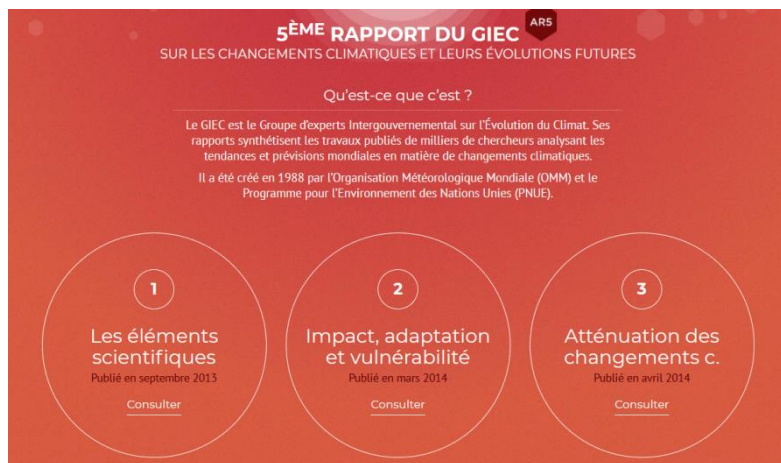 5ÈME RAPPORT DU GIEC AR5
SUR LES CHANGEMENTS CLIMATIQUES ET LEURS ÉVOLUTIONS FUTURES
Qu'est-ce que c'est ?
Le GIEC est le Groupe d'experts Intergouvernemental sur l'Évolution du Climat. Ses
rapports synthétisent les travaux publiés de milliers de chercheurs analysant les
tendances et prévisions mondiales en matière de changements climatiques.
Il a été créé en 1988 par l'Organisation Météorologique Mondiale (OMM) et le
Programme pour l'Environnement des Nations Unies (PNUE).
1
Les éléments
scientifiques
Publié en septembre 2013
Consulter
2
Impact, adaptation
et vulnérabilité
Publié en mars 2014
Consulter
3
Atténuation des
changements c.
Publié en avril 2014
Consulter